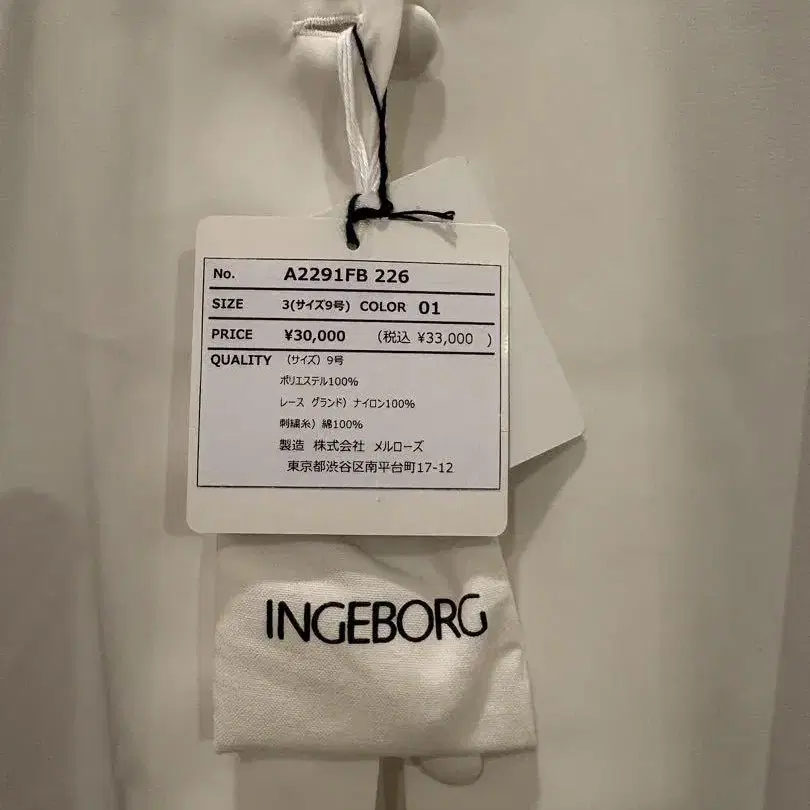 No. A2291FB 226
SIZE 3(サイズ9号) COLOR 01
PRICE ¥30,000 (税込 ¥33,000 )
QUALITY (サイズ) 9号
ポリエステル100%
レース グランド) ナイロン100%
刺繍糸) 綿100%
製造 株式会社 メルローズ
東京都渋谷区南平台町17-12
INGEBORG